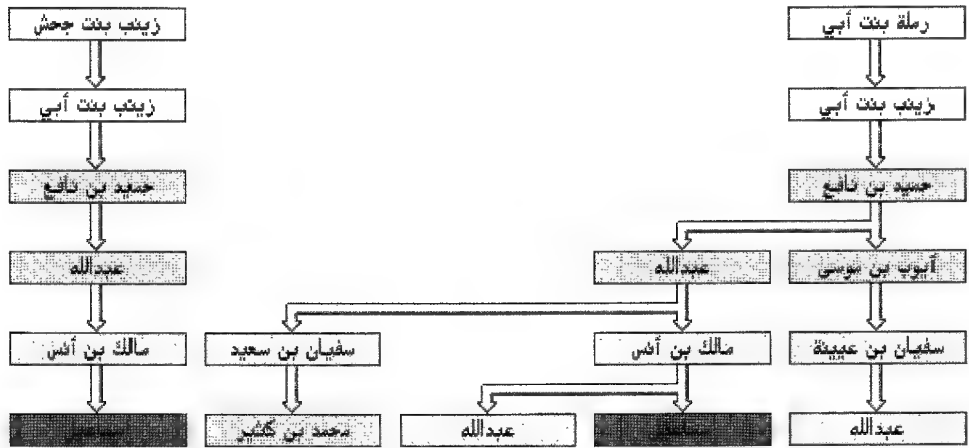 رملة بنت أبي
زينب بنت جحش
زينب بنت أبي
زينب بنت أبي
حميد بن نافع
حميد بن نافع
أيوب بن موسى
عبدالله
عبدالله
سفيان بن عيينة
مالك بن أنس
سفيان بن سعيد
مالك بن أنس
عبدالله
إسماعيل
عبدالله
محمد بن كثير
إسماعيل